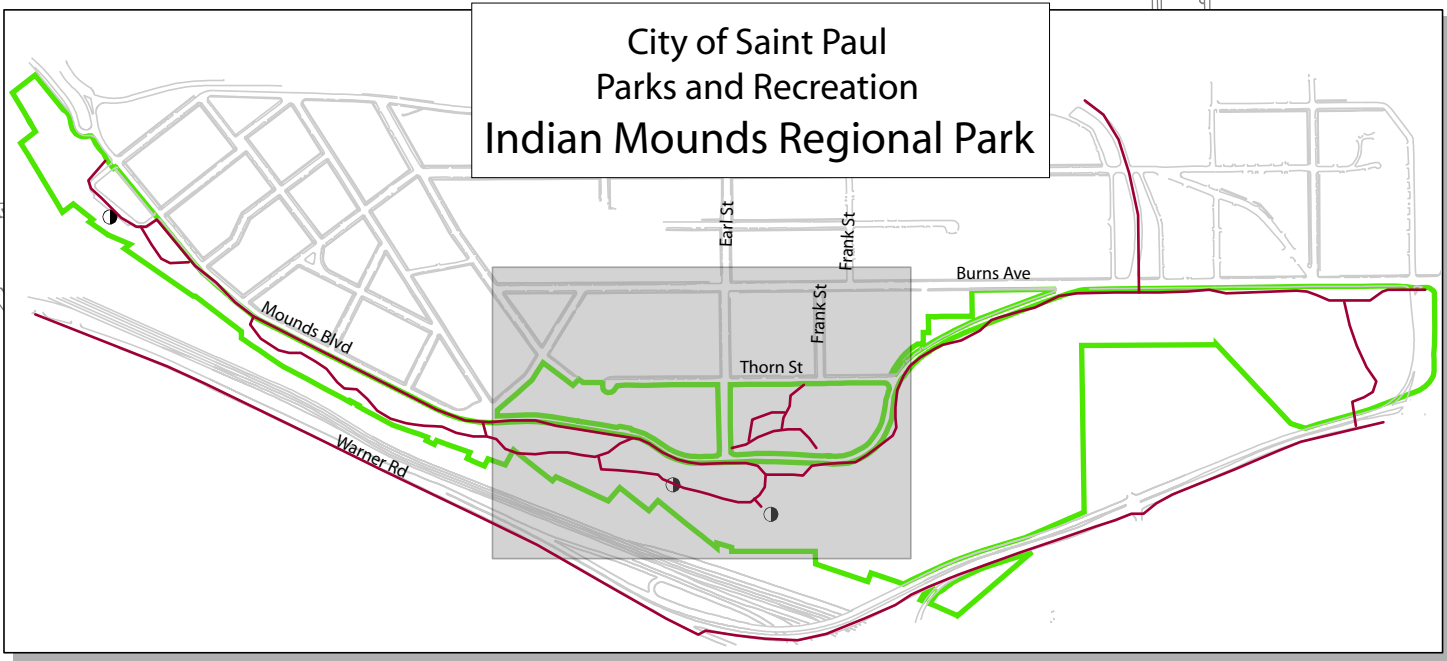 City of Saint Paul
Parks and Recreation
Indian Mounds Regional Park
Earl St
Frank St
Burns Ave
Frank St
Mounds Blvd
Thorn St
Warner Rd